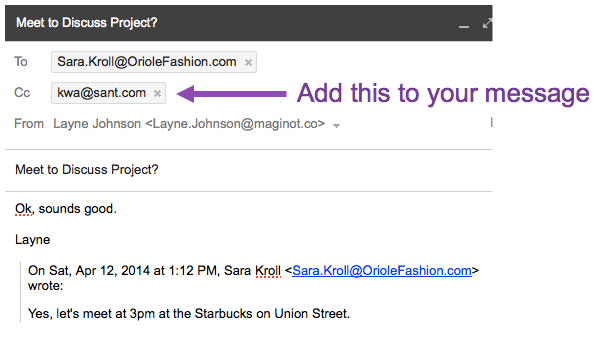 Meet to Discuss Project?
To Sara.Kroll@OrioleFashion.com ×
Cc kwa@sant.com × Add this to your message
From Layne Johnson <Layne.Johnson@maginot.co>
Meet to Discuss Project?
Ok, sounds good.
Layne
On Sat, Apr 12, 2014 at 1:12 PM, Sara Kroll <Sara.Kroll@OrioleFashion.com>
wrote:
Yes, let's meet at 3pm at the Starbucks on Union Street.